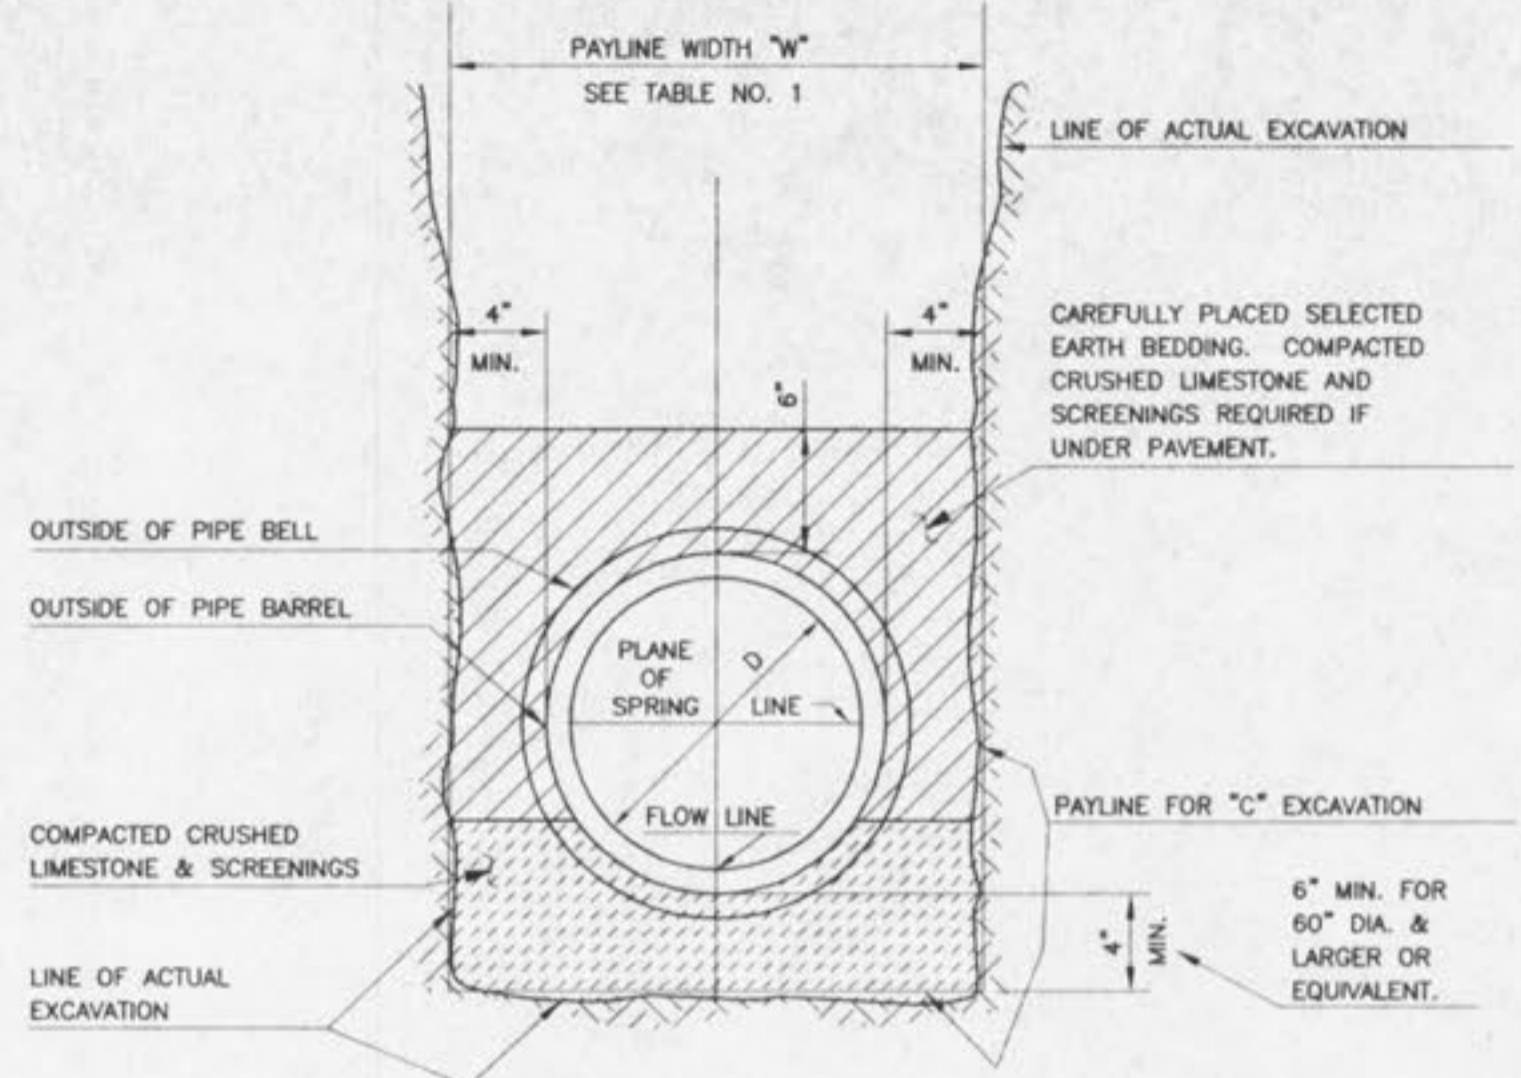 PAYLINE WIDTH "W"
SEE TABLE NO. 1
LINE OF ACTUAL EXCAVATION
4"
MIN.
4"
MIN.
6"
CAREFULLY PLACED SELECTED
EARTH BEDDING. COMPACTED
CRUSHED LIMESTONE AND
SCREENINGS REQUIRED IF
UNDER PAVEMENT.
OUTSIDE OF PIPE BELL
OUTSIDE OF PIPE BARREL
PLANE
OF
SPRING LINE
D
FLOW LINE
PAYLINE FOR "C" EXCAVATION
COMPACTED CRUSHED
LIMESTONE & SCREENINGS
4"
MIN.
6" MIN. FOR
60" DIA. &
LARGER OR
EQUIVALENT.
LINE OF ACTUAL
EXCAVATION